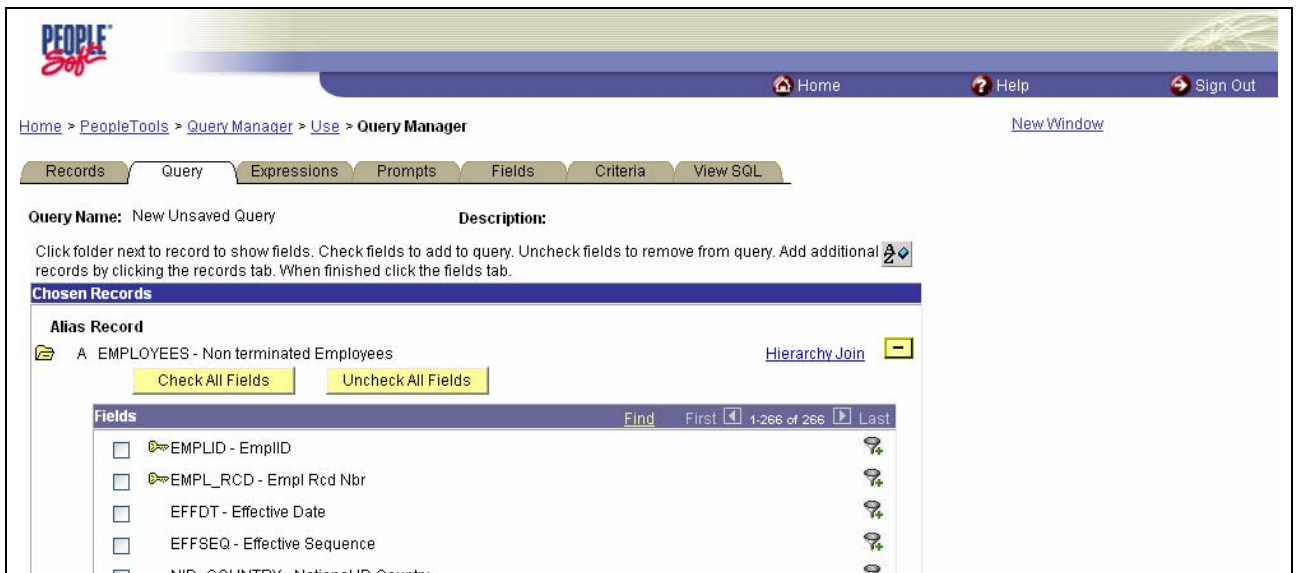 PEOPLE
Soft
Home Help Sign Out
Home > PeopleTools > Query Manager > Use > Query Manager New Window
Records Query Expressions Prompts Fields Criteria View SQL
Query Name: New Unsaved Query Description:
Click folder next to record to show fields. Check fields to add to query. Uncheck fields to remove from query. Add additional
records by clicking the records tab. When finished click the fields tab.
Chosen Records
Alias Record
A EMPLOYEES - Non terminated Employees Hierarchy Join
Check All Fields Uncheck All Fields
Fields Find First 1-266 of 266 Last
EMPLID - EmplID
EMPL_RCD - Empl Rcd Nbr
EFFDT - Effective Date
EFFSEQ - Effective Sequence
NID_COUNTRY - National ID Country